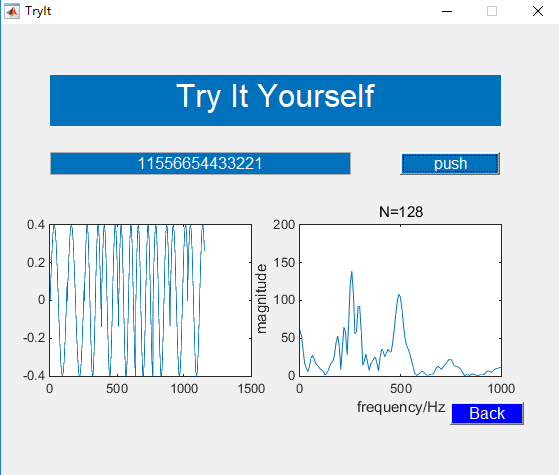 TryIt
Try It Yourself
11556654433221
push
0.4
0.2
0
-0.2
-0.4
0
500
1000
1500
N=128
200
150
100
50
0
magnitude
0
500
1000
frequency/Hz
Back